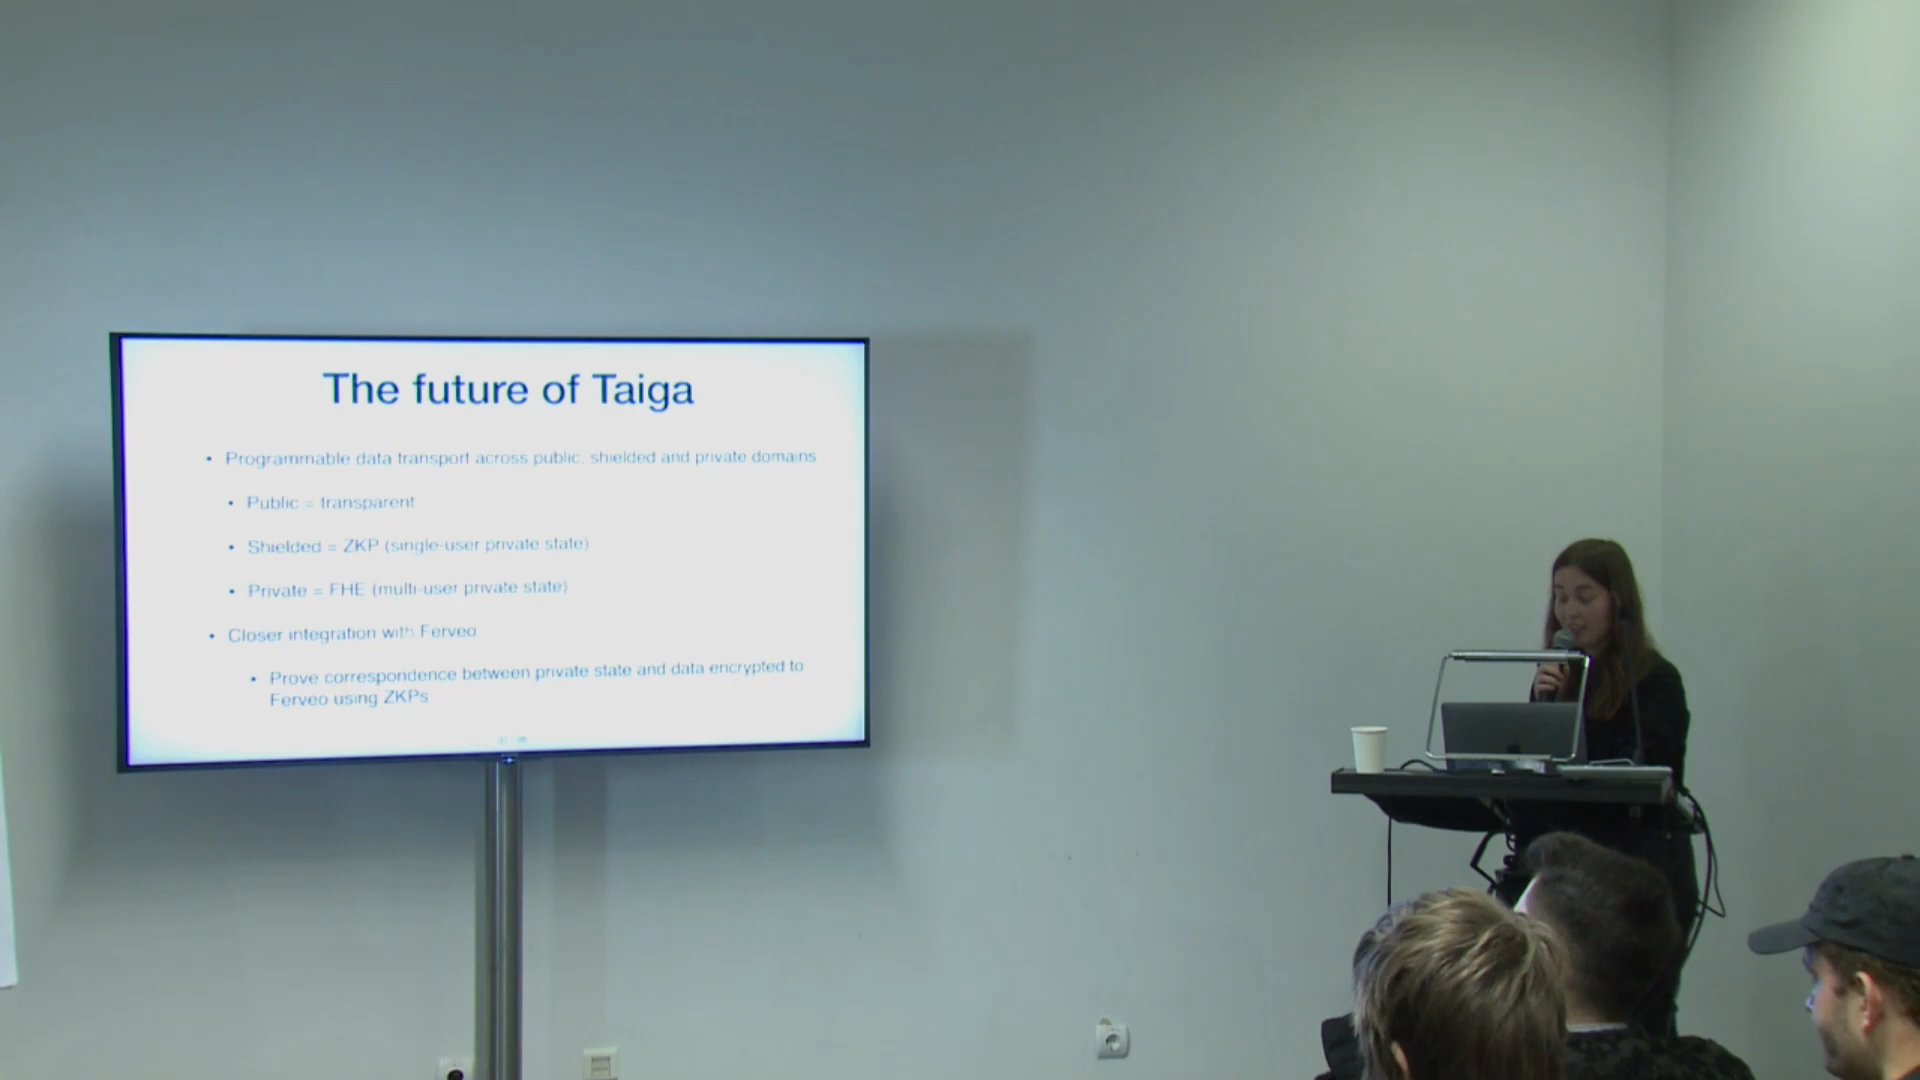 The future of Taiga
• Programmable data transport across public, shielded and private domains
• Public = transparent
• Shielded = ZKP (single-user private state)
• Private = FHE (multi-user private state)
• Closer integration with Ferveo
• Prove correspondence between private state and data encrypted to
Ferveo using ZKPs